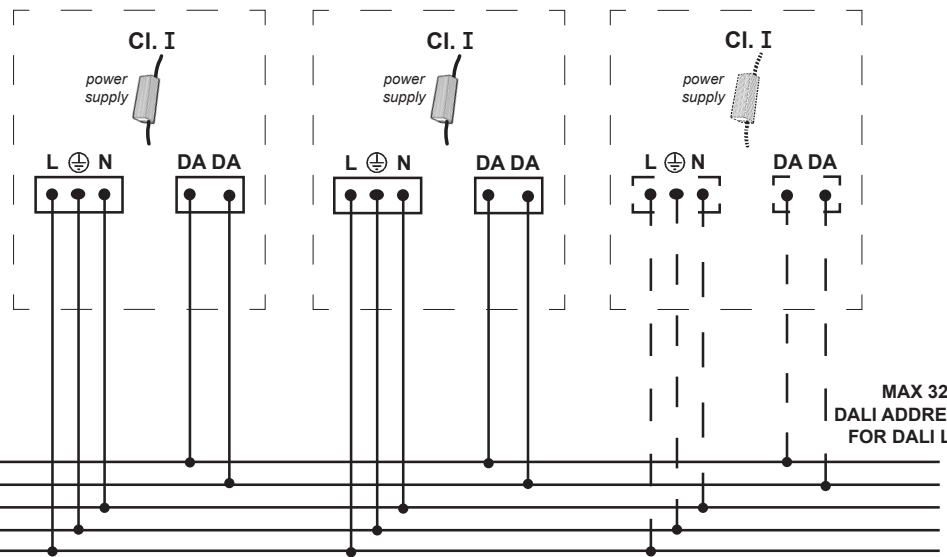 Cl. I
power
supply
L N
DA DA
Cl. I
power
supply
L N
DA DA
Cl. I
power
supply
L N
DA DA
MAX 32
DALI
FOR DALI